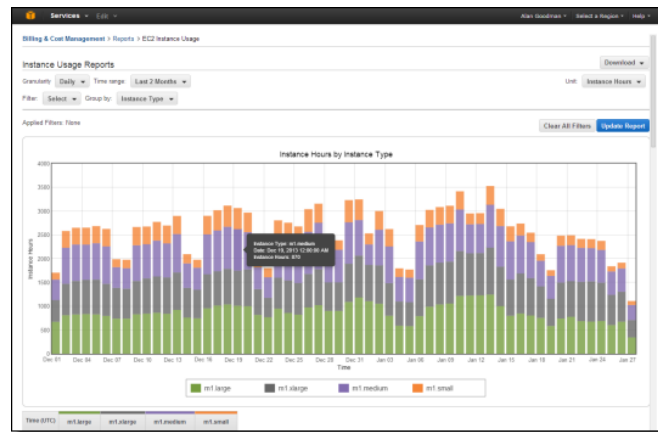 Services Edit
Alan Goodman Select a Region Help
Billing & Cost Management > Reports > EC2 Instance Usage
Instance Usage Reports
Download
Granularity Daily Time range: Last 2 Months
Unit: Instance Hours
Filter: Select Group by: Instance Type
Applied Filters: None
Clear All Filters Update Report
Instance Hours by Instance Type
4000
3500
3000
2500
2000
1500
1000
500
0
Instance Hours
Instance Type: m1.medium
Date: Dec 19, 2013 12:00:00 AM
Instance Hours: 870
Dec 01 Dec 04 Dec 07 Dec 10 Dec 13 Dec 16 Dec 19 Dec 22 Dec 25 Dec 28 Dec 31 Jan 03 Jan 06 Jan 09 Jan 12 Jan 15 Jan 18 Jan 21 Jan 24 Jan 27
Time
m1.large m1.xlarge m1.medium m1.small
Time (UTC) m1.large m1.xlarge m1.medium m1.small